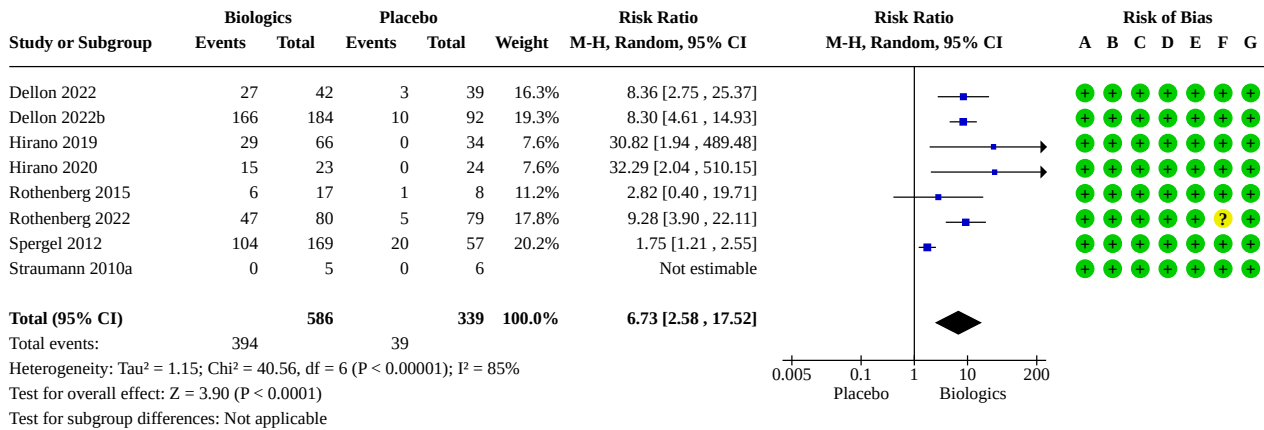 Biologics Placebo Risk Ratio Risk Ratio Risk of Bias
Study or Subgroup Events Total Events Total Weight M-H, Random, 95% CI M-H, Random, 95% CI A B C D E F G
Dellon 2022 27 42 3 39 16.3% 8.36 [2.75 , 25.37] + + + + + + +
Dellon 2022b 166 184 10 92 19.3% 8.30 [4.61 , 14.93] + + + + + + +
Hirano 2019 29 66 0 34 7.6% 30.82 [1.94 , 489.48] + + + + + + +
Hirano 2020 15 23 0 24 7.6% 32.29 [2.04 , 510.15] + + + + + + +
Rothenberg 2015 6 17 1 8 11.2% 2.82 [0.40 , 19.71] + + + + + + +
Rothenberg 2022 47 80 5 79 17.8% 9.28 [3.90 , 22.11] + + + + + ? +
Spergel 2012 104 169 20 57 20.2% 1.75 [1.21 , 2.55] + + + + + + +
Straumann 2010a 0 5 0 6 Not estimable + + + + + + +
Total (95% CI) 586 339 100.0% 6.73 [2.58 , 17.52]
Total events: 394 39
Heterogeneity: Tau² = 1.15; Chi² = 40.56, df = 6 (P < 0.00001); I² = 85%
0.005 0.1 1 10 200
Test for overall effect: Z = 3.90 (P < 0.0001)
Placebo Biologics
Test for subgroup differences: Not applicable